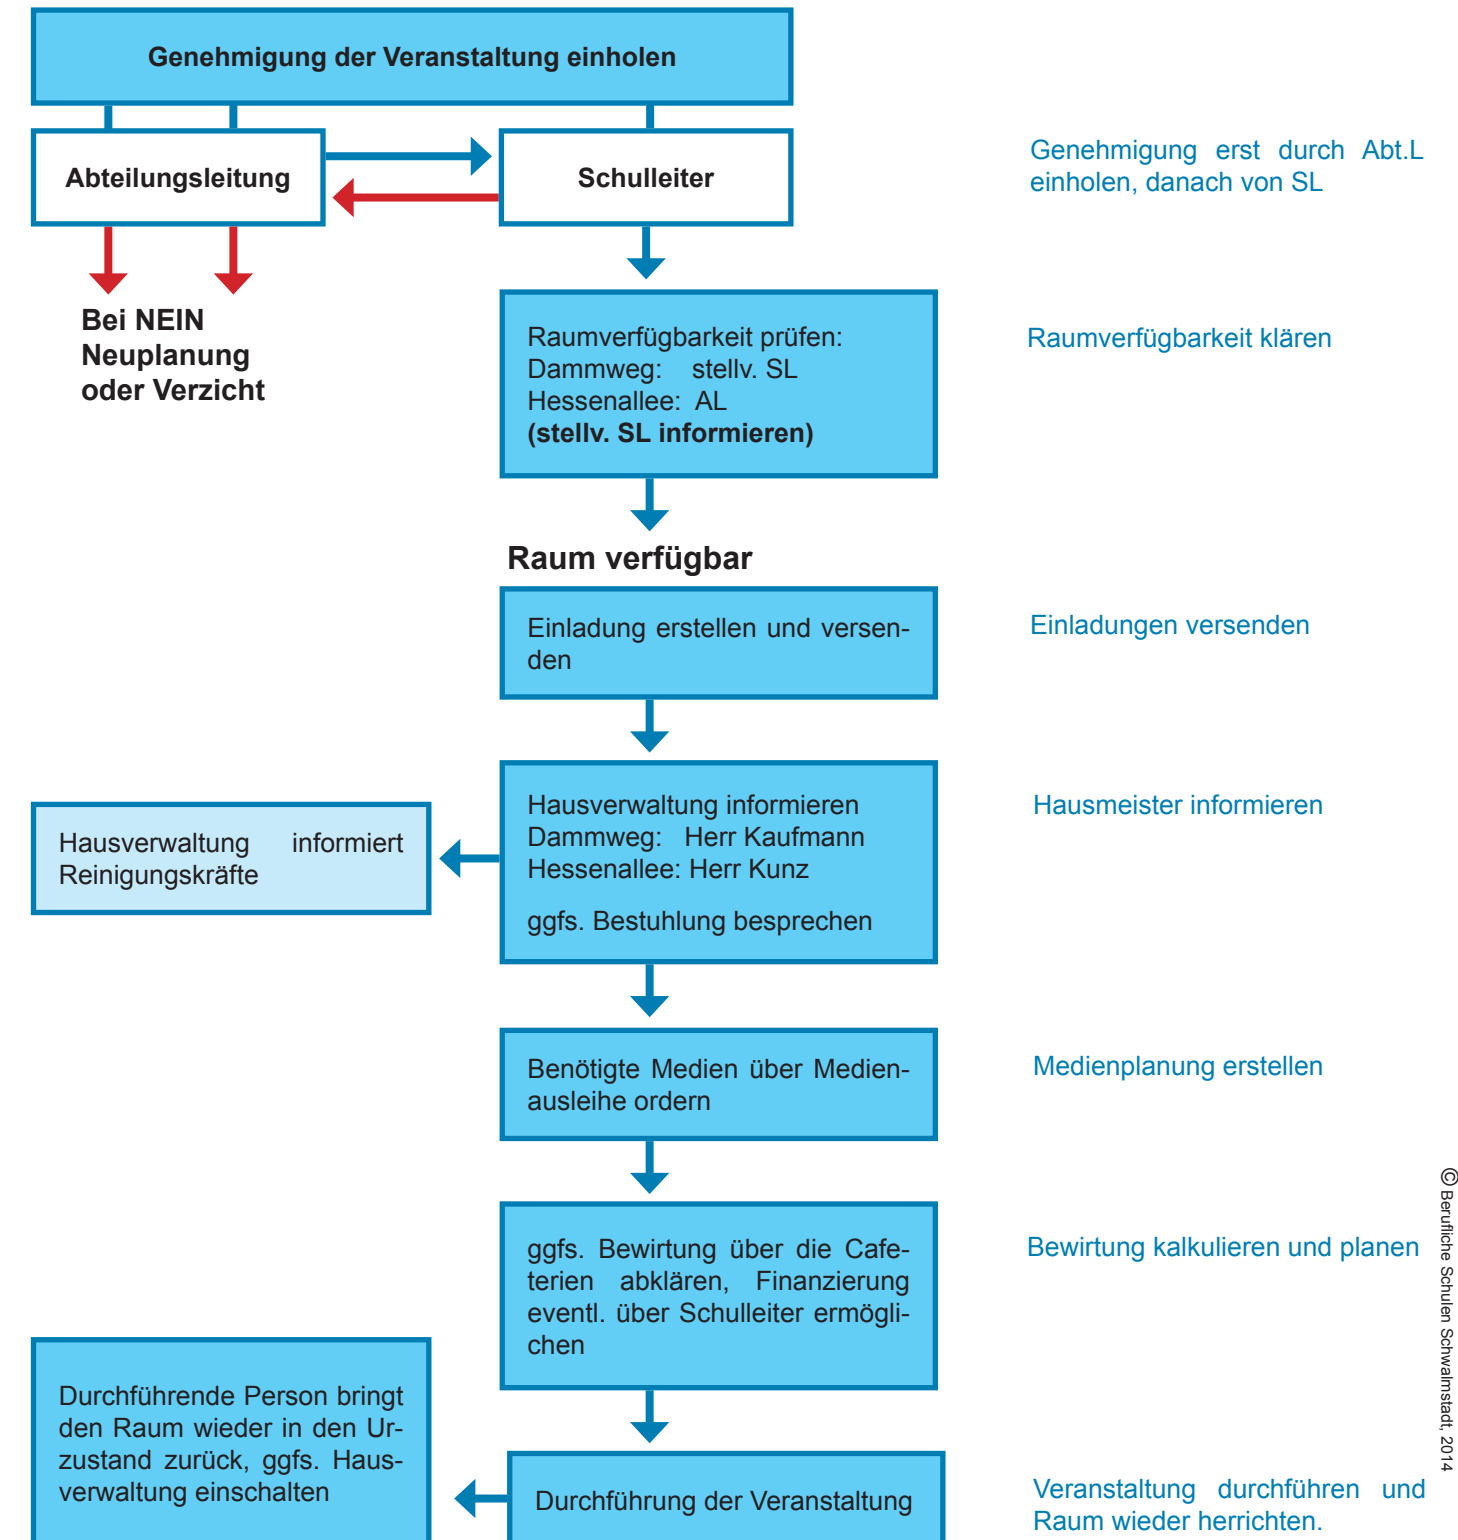 Genehmigung der Veranstaltung einholen
Abteilungsleitung
Schulleiter
Genehmigung erst durch Abt.L
einholen, danach von SL
Bei NEIN
Neuplanung
oder Verzicht
Raumverfügbarkeit prüfen:
Dammweg: stellv. SL
Hessenallee: AL
(stellv. SL informieren)
Raumverfügbarkeit klären
Raum verfügbar
Einladung erstellen und versen-
den
Einladungen versenden
Hausverwaltung informieren
Dammweg: Herr Kaufmann
Hessenallee: Herr Kunz
ggfs. Bestuhlung besprechen
Hausmeister informieren
Hausverwaltung informiert
Reinigungskräfte
Benötigte Medien über Medien-
ausleihe ordern
Medienplanung erstellen
ggfs. Bewirtung über die Cafe-
terien abklären, Finanzierung
eventl. über Schulleiter ermögli-
chen
Bewirtung kalkulieren und planen
Durchführende Person bringt
den Raum wieder in den Ur-
zustand zurück, ggfs. Haus-
verwaltung einschalten
Durchführung der Veranstaltung
Veranstaltung durchführen und
Raum wieder herrichten.
© Berufliche Schulen Schwalmstadt, 2014